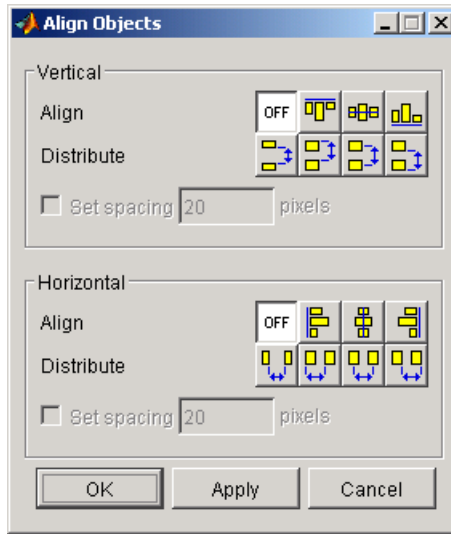 Align Objects
Vertical
Align OFF
Distribute
Set spacing 20 pixels
Horizontal
Align OFF
Distribute
Set spacing 20 pixels
OK Apply Cancel